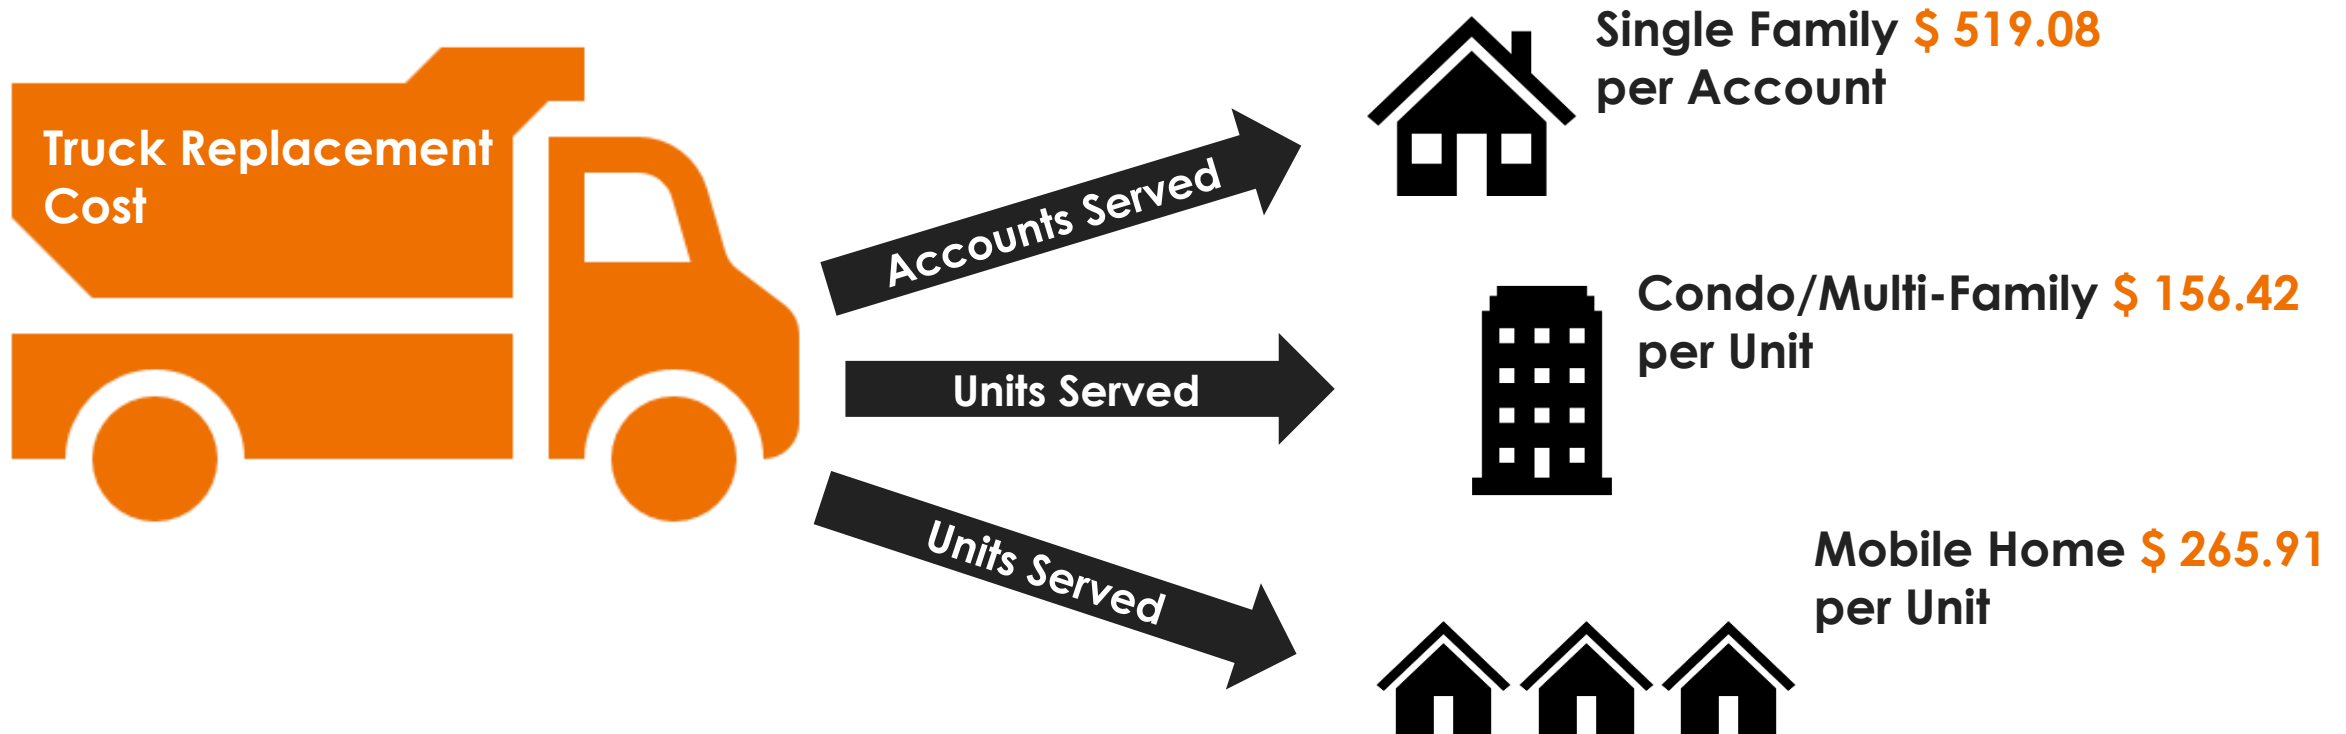 Truck Replacement
Cost
Accounts Served
Units Served
Units Served
Single Family $ 519.08
per Account
Condo/Multi-Family $ 156.42
per Unit
Mobile Home $ 265.91
per Unit